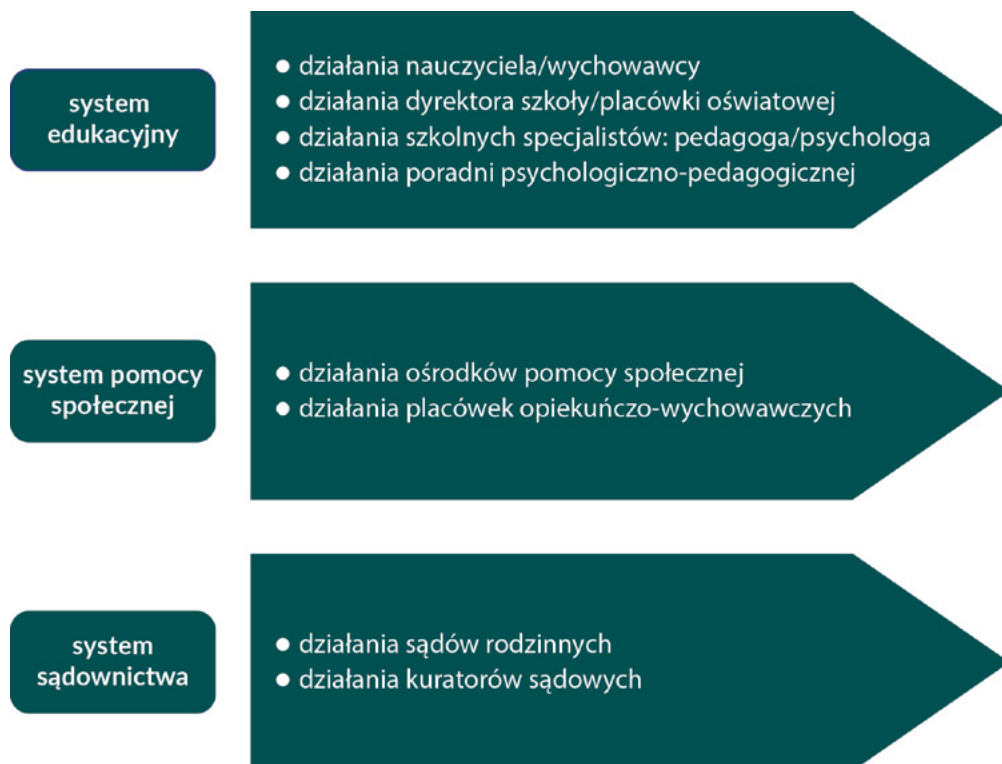 system
edukacyjny
● działania nauczyciela/wychowawcy
● działania dyrektora szkoły/placówki oświatowej
● działania szkolnych specjalistów: pedagoga/psychologa
● działania poradni psychologiczno-pedagogicznej
system pomocy
społecznej
● działania ośrodków pomocy społecznej
● działania placówek opiekuńczo-wychowawczych
system
sądownictwa
● działania sądów rodzinnych
● działania kuratorów sądowych